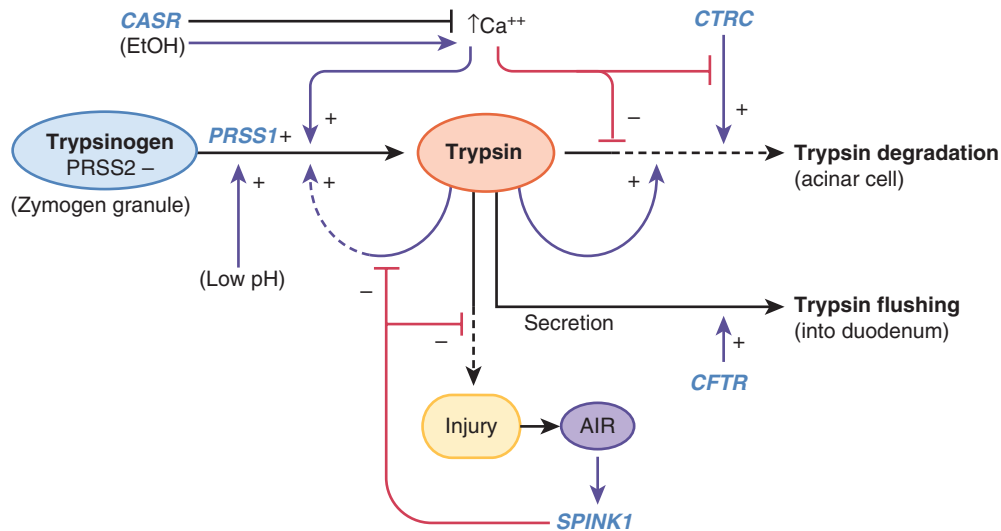 CASR
(EtOH)
↑Ca⁺⁺
CTRC
+
–
+
Trypsinogen
PRSS2 –
(Zymogen granule)
PRSS1+
Trypsin
Trypsin degradation
(acinar cell)
+
+
+
(Low pH)
–
–
Secretion
Trypsin flushing
(into duodenum)
+
CFTR
Injury
AIR
SPINK1